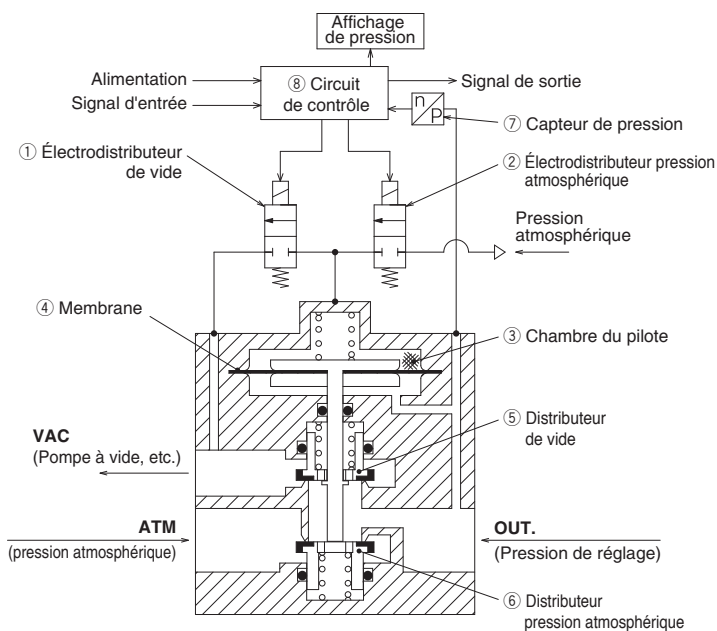 Affichage
de pression
Alimentation
Signal d'entrée
⑧ Circuit
de contrôle
Signal de sortie
n
P
⑦ Capteur de pression
① Électrodistributeur
de vide
② Électrodistributeur pression
atmosphérique
Pression
atmosphérique
④ Membrane
③ Chambre du pilote
⑤ Distributeur
de vide
VAC
(Pompe à vide, etc.)
ATM
(pression atmosphérique)
OUT.
(Pression de réglage)
⑥ Distributeur
pression atmosphérique